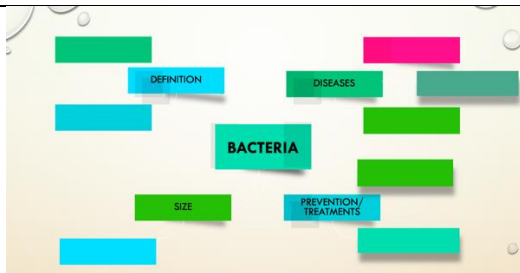 DEFINITION
DISEASES
BACTERIA
SIZE
PREVENTION/
TREATMENTS